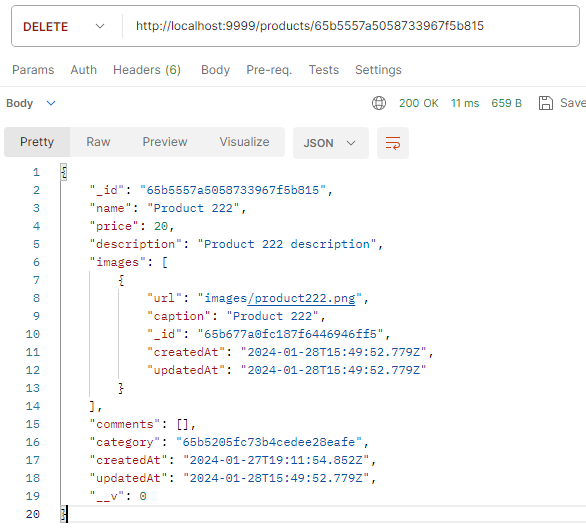 DELETE http://localhost:9999/products/65b5557a5058733967f5b815
Params Auth Headers (6) Body Pre-req. Tests Settings
Body 200 OK 11 ms 659 B Save
Pretty Raw Preview Visualize JSON
1 {
2 "_id": "65b5557a5058733967f5b815",
3 "name": "Product 222",
4 "price": 20,
5 "description": "Product 222 description",
6 "images": [
7 {
8 "url": "images/product222.png",
9 "caption": "Product 222",
10 "_id": "65b677a0fc187f6446946ff5",
11 "createdAt": "2024-01-28T15:49:52.779Z",
12 "updatedAt": "2024-01-28T15:49:52.779Z"
13 }
14 ],
15 "comments": [],
16 "category": "65b5205fc73b4cedee28eafe",
17 "createdAt": "2024-01-27T19:11:54.852Z",
18 "updatedAt": "2024-01-28T15:49:52.779Z",
19 "__v": 0
20 }